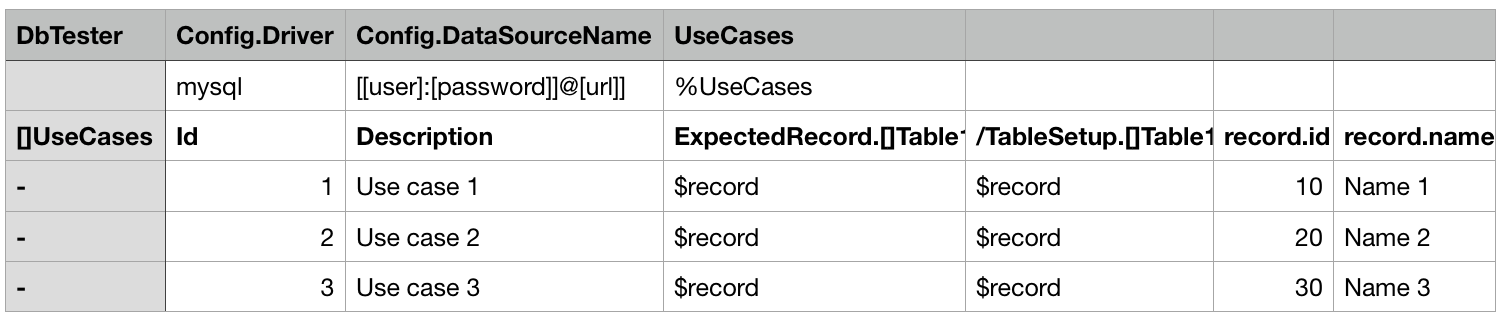 DbTester Config.Driver Config.DataSourceName UseCases
mysql [[user]:[password]]@[url]] %UseCases
[]UseCases Id Description ExpectedRecord.[]Table1 /TableSetup.[]Table1 record.id record.name
- 1 Use case 1 $record $record 10 Name 1
- 2 Use case 2 $record $record 20 Name 2
- 3 Use case 3 $record $record 30 Name 3